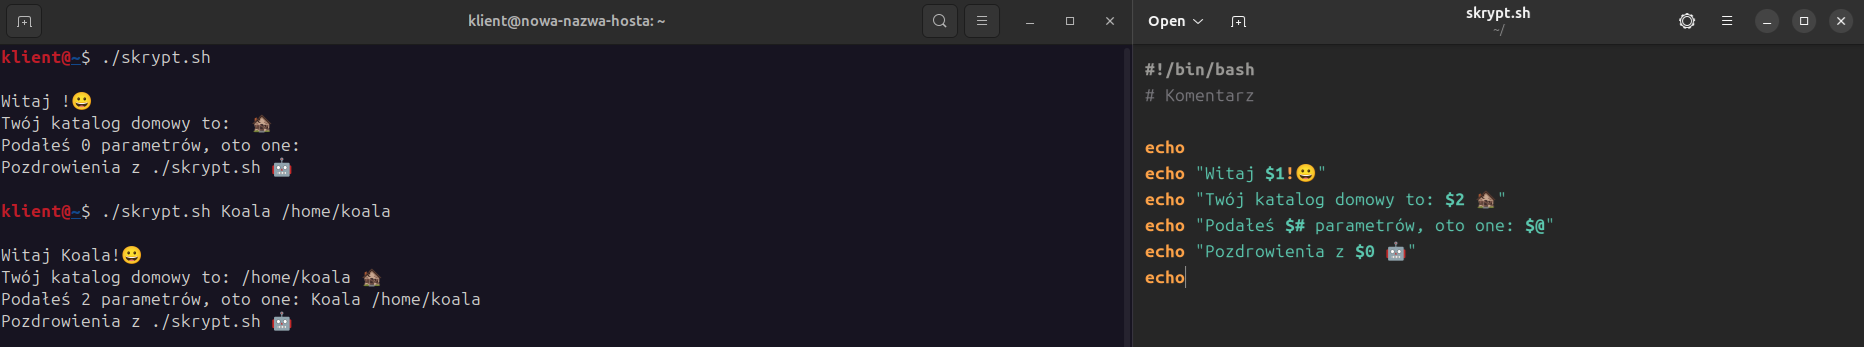 klient@nowa-nazwa-hosta: ~
klient@~$ ./skrypt.sh
Witaj !😀
Twój katalog domowy to:  🏠
Podałeś 0 parametrów, oto one:
Pozdrowienia z ./skrypt.sh 🤖
klient@~$ ./skrypt.sh Koala /home/koala
Witaj Koala!😀
Twój katalog domowy to: /home/koala 🏠
Podałeś 2 parametrów, oto one: Koala /home/koala
Pozdrowienia z ./skrypt.sh 🤖
Open
skrypt.sh
~/
#!/bin/bash
# Komentarz
echo
echo "Witaj $1!😀"
echo "Twój katalog domowy to: $2 🏠"
echo "Podałeś $# parametrów, oto one: $@"
echo "Pozdrowienia z $0 🤖"
echo